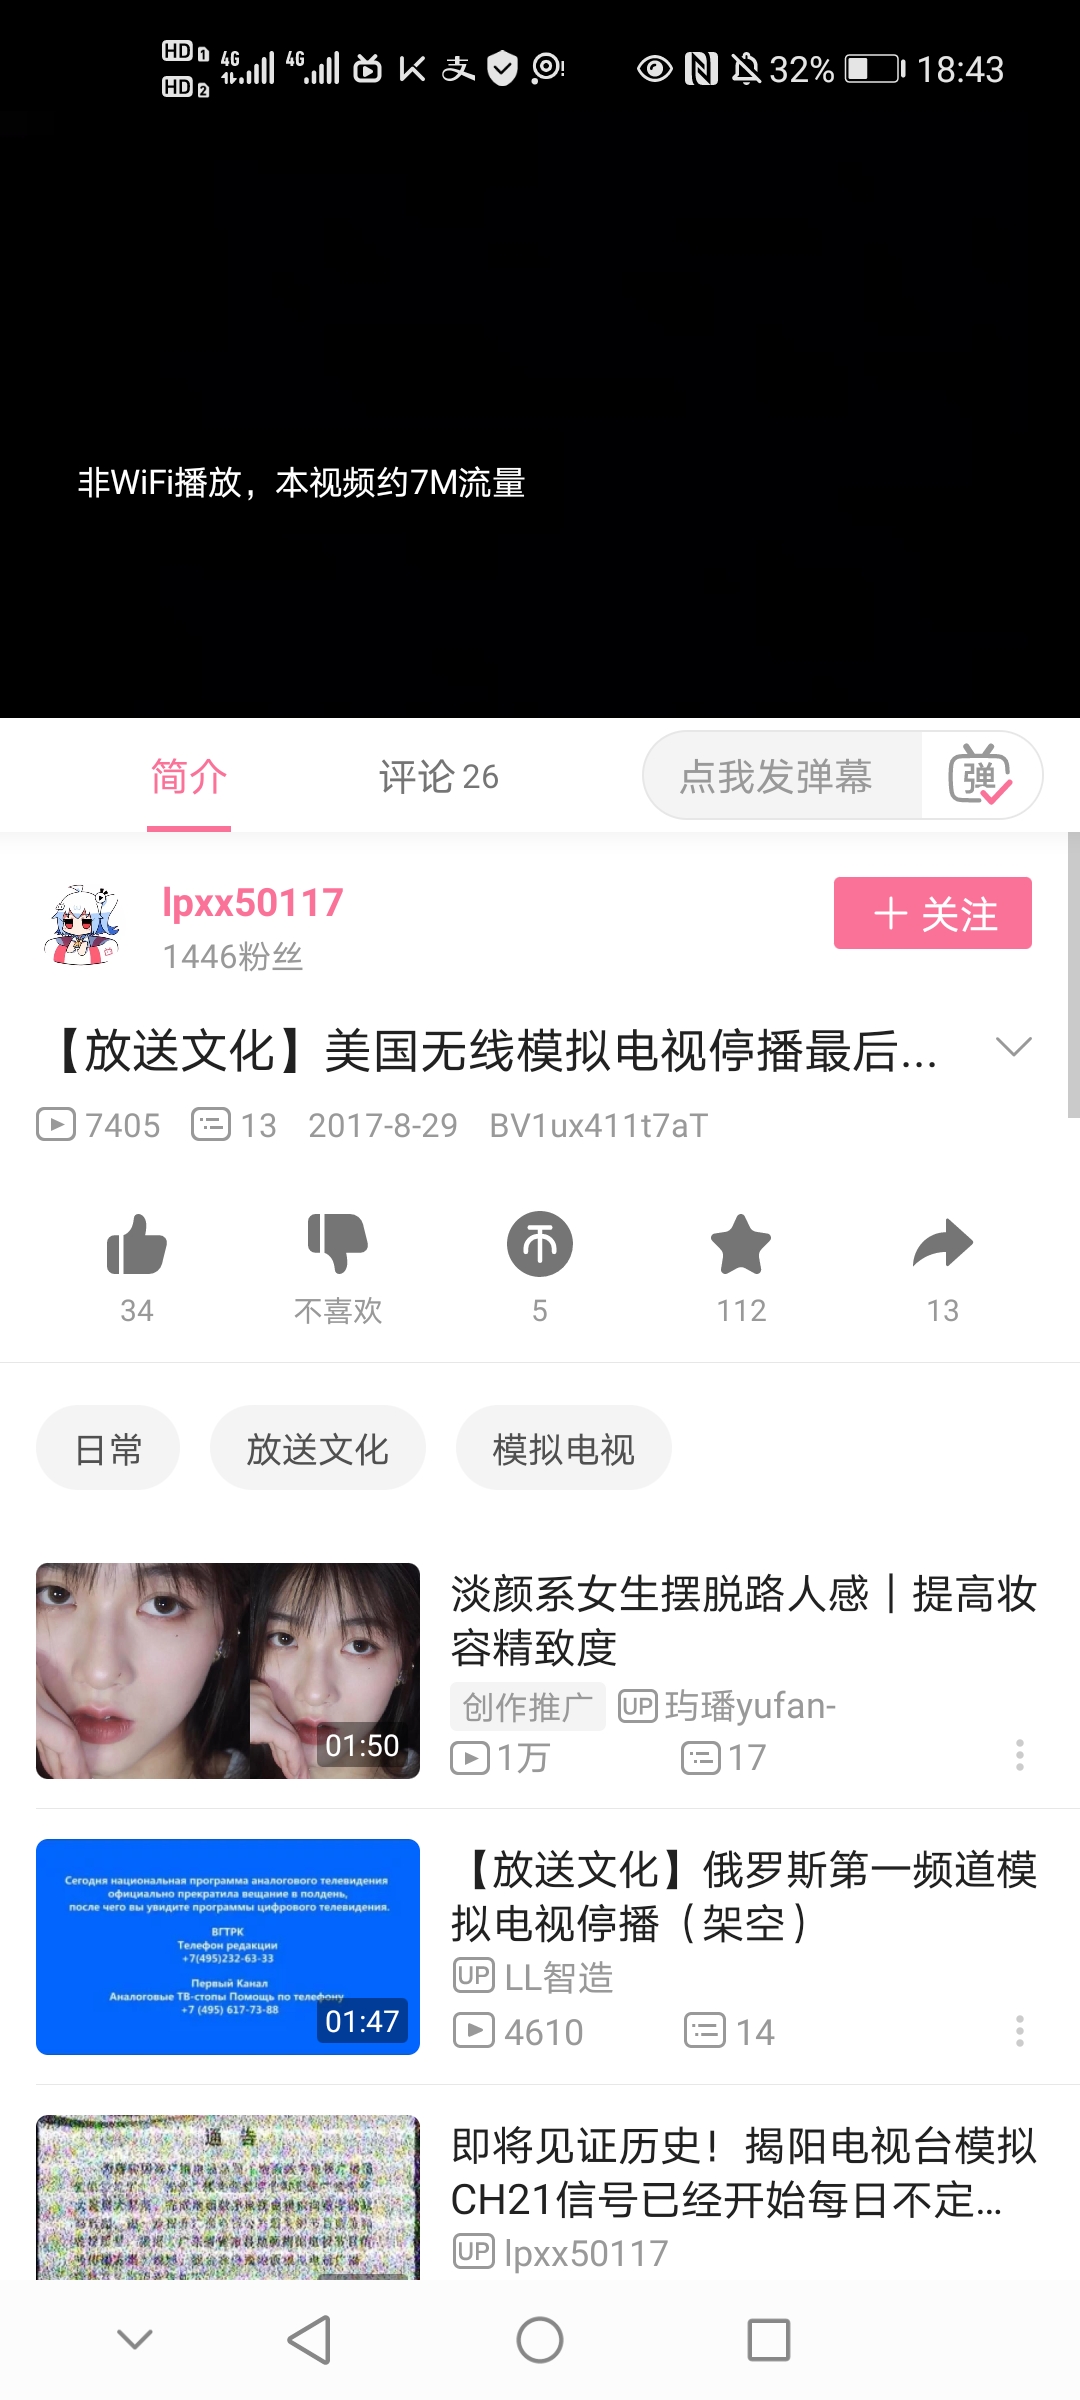 HD 1 4G 4G 支 32% 18:43
HD 2
非WiFi播放，本视频约7M流量
简介 评论 26 点我发弹幕 弹
lpxx50117
1446粉丝
关注
【放送文化】美国无线模拟电视停播最后...
7405 13 2017-8-29 BV1ux411t7aT
34 不喜欢 5 112 13
日常 放送文化 模拟电视
淡颜系女生摆脱路人感｜提高妆
容精致度
创作推广 UP 玙璠yufan-
1万 17
01:50
【放送文化】俄罗斯第一频道模
拟电视停播（架空）
UP LL智造
4610 14
Сегодня национальная программа аналогового телевидения
официально прекратила вещание в полдень,
после чего вы увидите программы цифрового телевидения.
ВГТРК
Телефон редакции
+7(495)232-63-33
Первый Канал
Аналоговые ТВ-стопы Помощь по телефону
+7 (495) 617-73-88
01:47
即将见证历史！揭阳电视台模拟
CH21信号已经开始每日不定...
UP lpxx50117
通 告